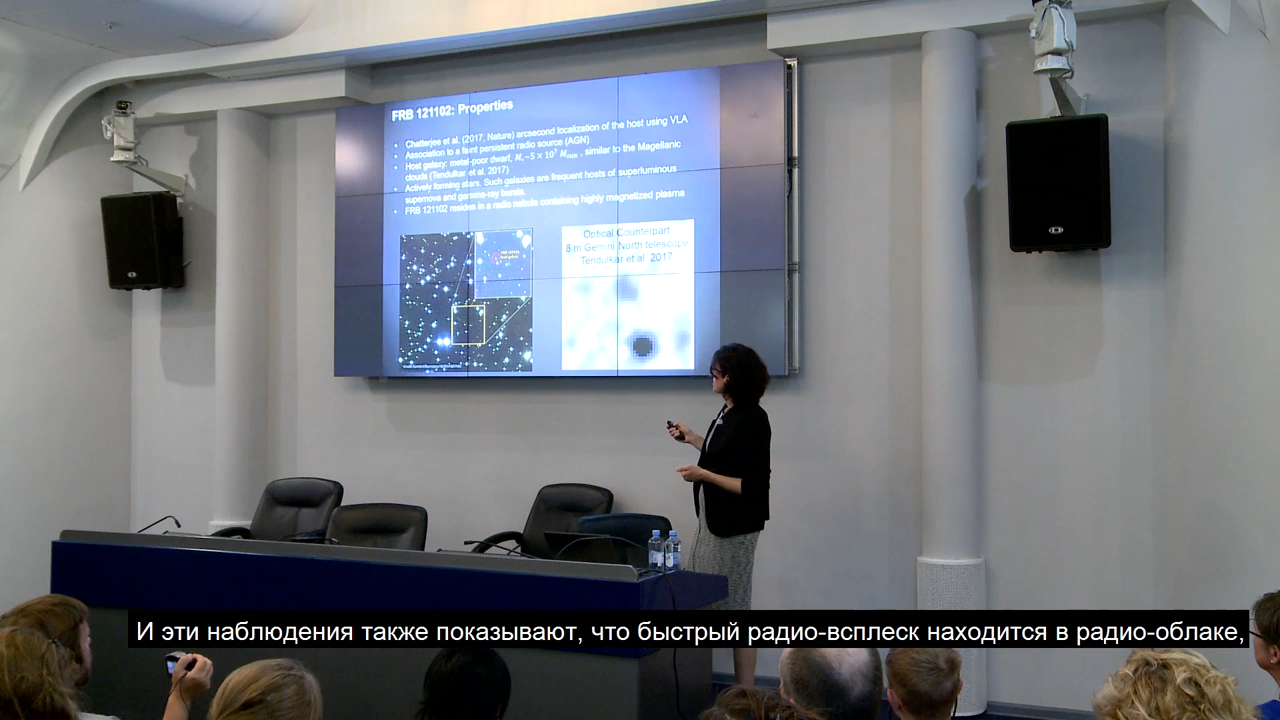 FRB 121102: Properties
• Chatterjee et al. (2017, Nature) arcsecond localization of the host using VLA
• Association to a faint persistent radio source (AGN)
• Host galaxy: metal-poor dwarf, M*~5 × 10⁷ M, similar to the Magellanic
clouds (Tendulkar et al. 2017)
• Actively forming stars. Such galaxies are frequent hosts of superluminous
supernova and gamma-ray bursts.
• FRB 121102 resides in a radio nebula containing highly magnetized plasma
Optical Counterpart
8 m Gemini North telescope
Tendulkar et al. 2017
И эти наблюдения также показывают, что быстрый радио-всплеск находится в радио-облаке,